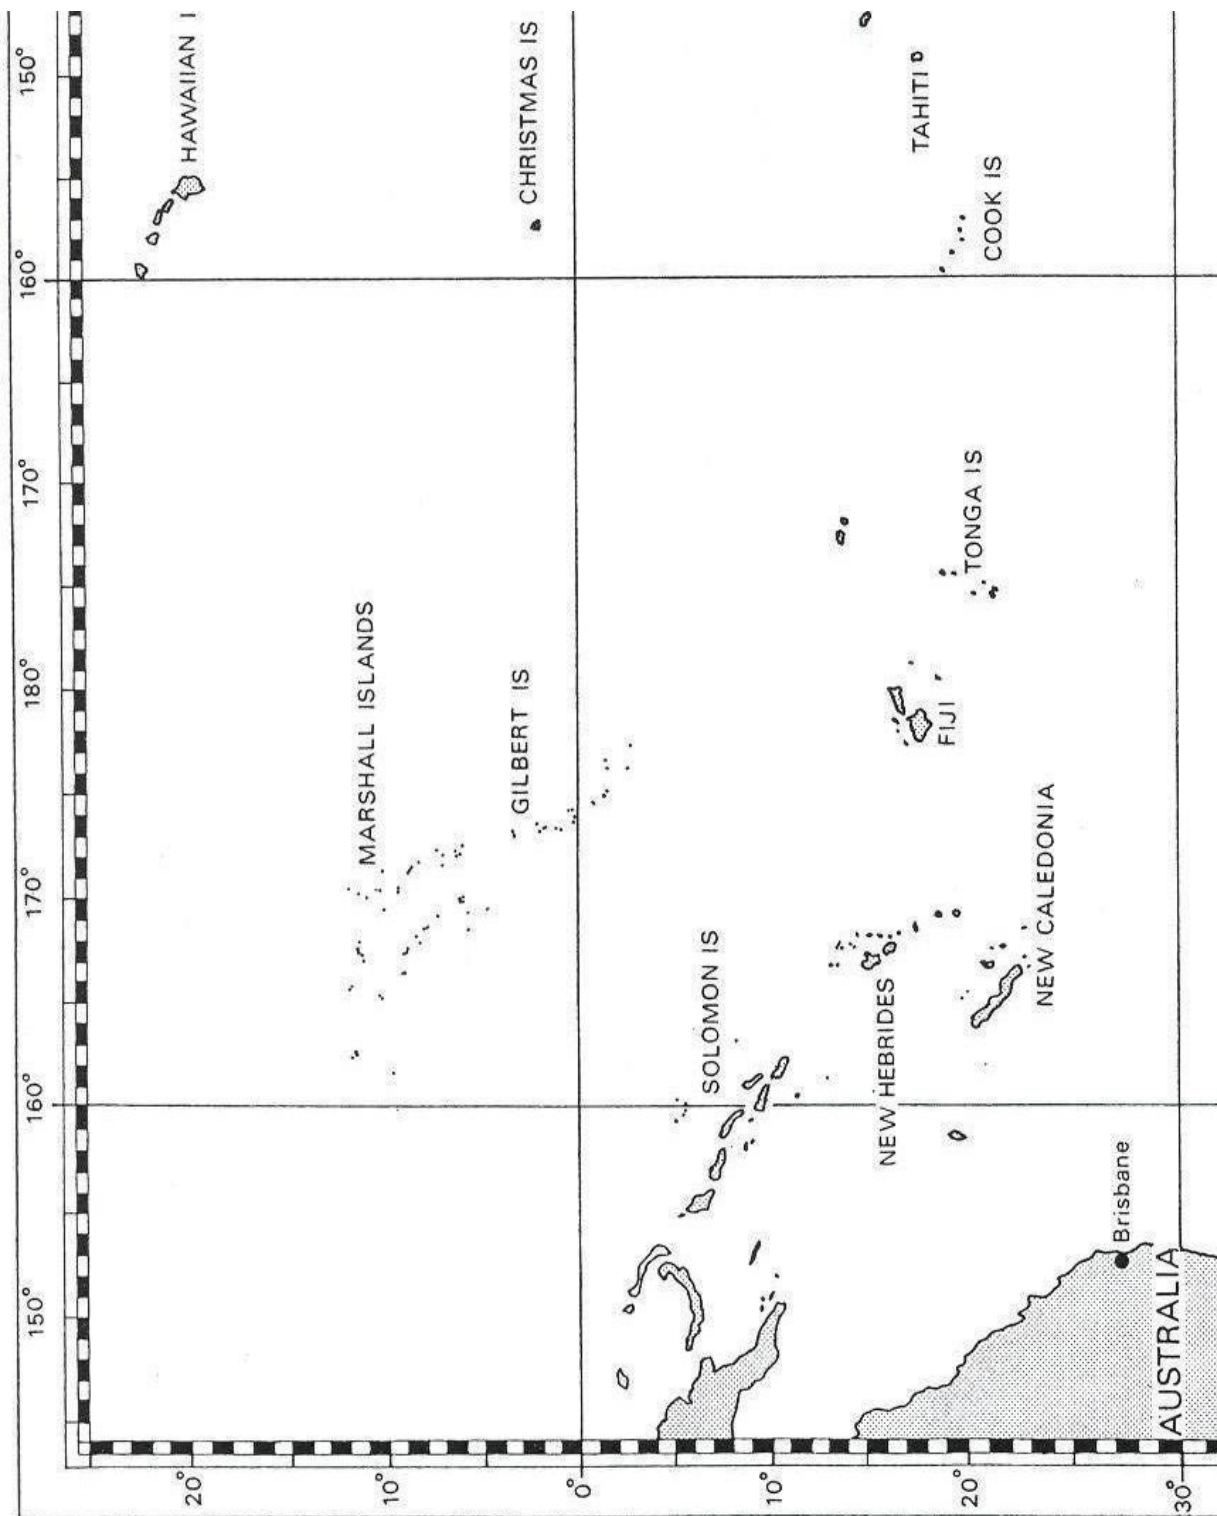 150°
160°
170°
180°
170°
160°
150°
20°
10°
0°
10°
20°
30°
HAWAIIAN I
CHRISTMAS IS
TAHITI
COOK IS
MARSHALL ISLANDS
GILBERT IS
TONGA IS
FIJI
SOLOMON IS
NEW HEBRIDES
NEW CALEDONIA
Brisbane
AUSTRALIA